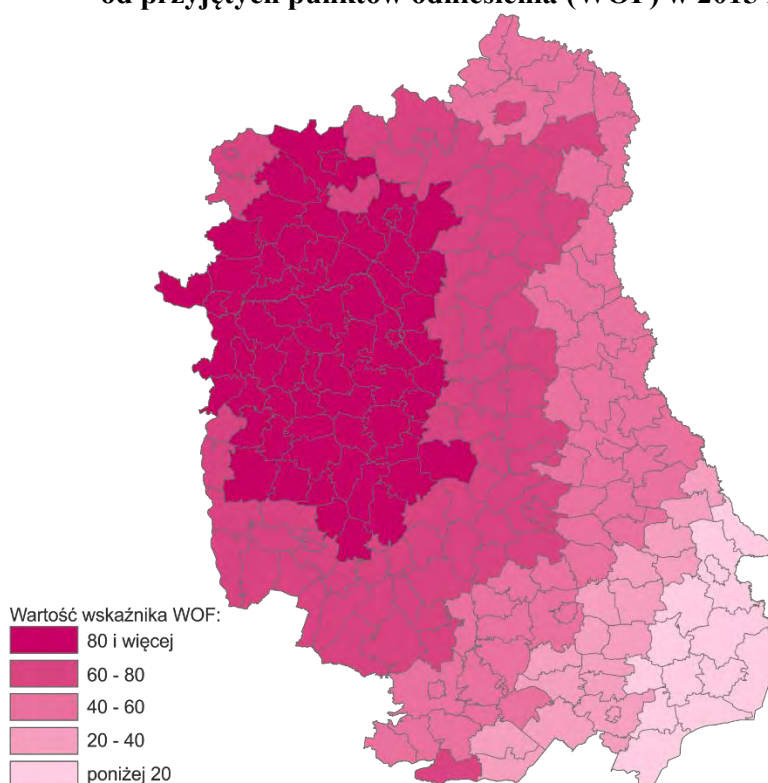 od przyjętych punktów odniesienia (WOF) w 2013
Wartość wskaźnika WOF:
80 i więcej
60 - 80
40 - 60
20 - 40
poniżej 20